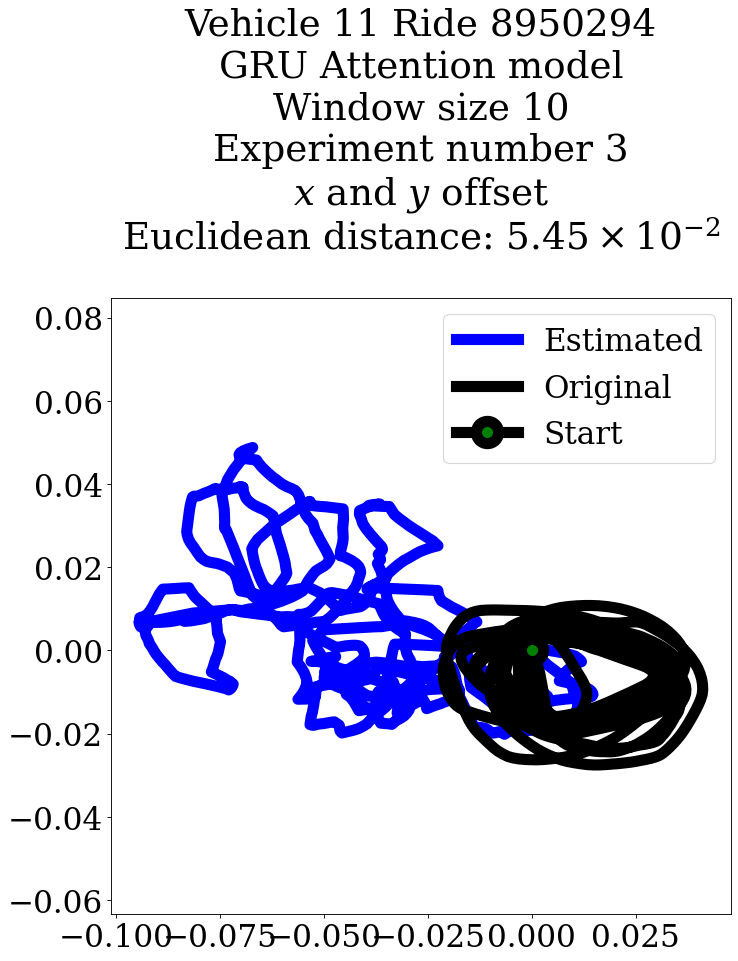 Vehicle 11 Ride 8950294
GRU Attention model
Window size 10
Experiment number 3
x and y offset
Euclidean distance: 5.45 × 10⁻²
Estimated
Original
Start
0.08
0.06
0.04
0.02
0.00
−0.02
−0.04
−0.06
−0.100 −0.075 −0.050 −0.025 0.000 0.025